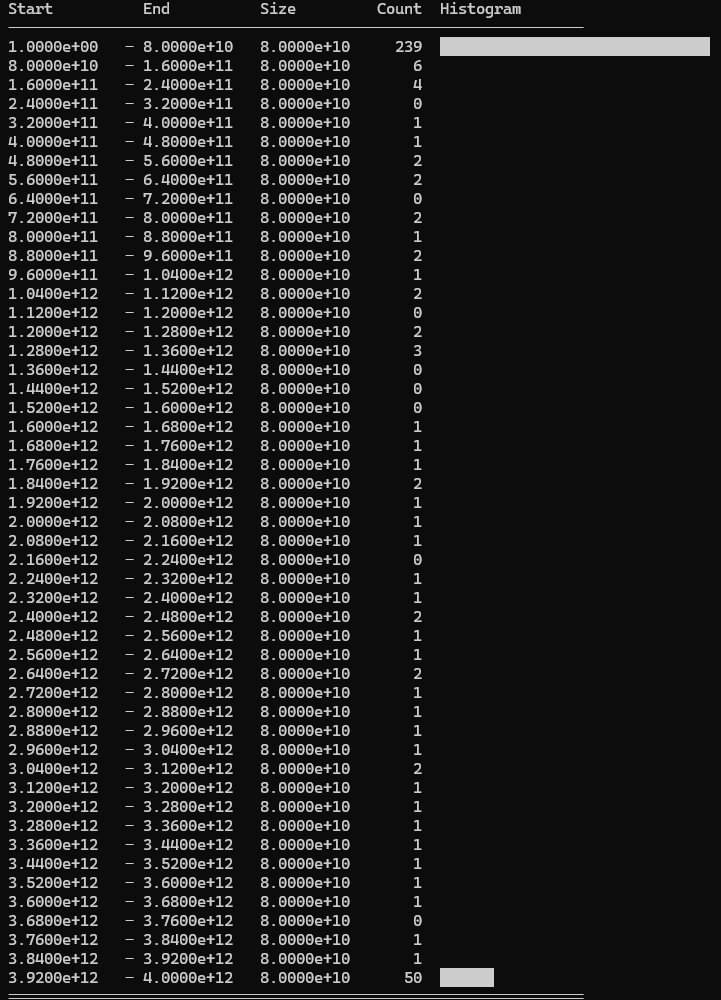 Start End Size Count Histogram
1.0000e+00 - 8.0000e+10 8.0000e+10 239
8.0000e+10 - 1.6000e+11 8.0000e+10 6
1.6000e+11 - 2.4000e+11 8.0000e+10 4
2.4000e+11 - 3.2000e+11 8.0000e+10 0
3.2000e+11 - 4.0000e+11 8.0000e+10 1
4.0000e+11 - 4.8000e+11 8.0000e+10 1
4.8000e+11 - 5.6000e+11 8.0000e+10 2
5.6000e+11 - 6.4000e+11 8.0000e+10 2
6.4000e+11 - 7.2000e+11 8.0000e+10 0
7.2000e+11 - 8.0000e+11 8.0000e+10 2
8.0000e+11 - 8.8000e+11 8.0000e+10 1
8.8000e+11 - 9.6000e+11 8.0000e+10 2
9.6000e+11 - 1.0400e+12 8.0000e+10 1
1.0400e+12 - 1.1200e+12 8.0000e+10 2
1.1200e+12 - 1.2000e+12 8.0000e+10 0
1.2000e+12 - 1.2800e+12 8.0000e+10 2
1.2800e+12 - 1.3600e+12 8.0000e+10 3
1.3600e+12 - 1.4400e+12 8.0000e+10 0
1.4400e+12 - 1.5200e+12 8.0000e+10 0
1.5200e+12 - 1.6000e+12 8.0000e+10 0
1.6000e+12 - 1.6800e+12 8.0000e+10 1
1.6800e+12 - 1.7600e+12 8.0000e+10 1
1.7600e+12 - 1.8400e+12 8.0000e+10 1
1.8400e+12 - 1.9200e+12 8.0000e+10 2
1.9200e+12 - 2.0000e+12 8.0000e+10 1
2.0000e+12 - 2.0800e+12 8.0000e+10 1
2.0800e+12 - 2.1600e+12 8.0000e+10 1
2.1600e+12 - 2.2400e+12 8.0000e+10 0
2.2400e+12 - 2.3200e+12 8.0000e+10 1
2.3200e+12 - 2.4000e+12 8.0000e+10 1
2.4000e+12 - 2.4800e+12 8.0000e+10 2
2.4800e+12 - 2.5600e+12 8.0000e+10 1
2.5600e+12 - 2.6400e+12 8.0000e+10 1
2.6400e+12 - 2.7200e+12 8.0000e+10 2
2.7200e+12 - 2.8000e+12 8.0000e+10 1
2.8000e+12 - 2.8800e+12 8.0000e+10 1
2.8800e+12 - 2.9600e+12 8.0000e+10 1
2.9600e+12 - 3.0400e+12 8.0000e+10 1
3.0400e+12 - 3.1200e+12 8.0000e+10 2
3.1200e+12 - 3.2000e+12 8.0000e+10 1
3.2000e+12 - 3.2800e+12 8.0000e+10 1
3.2800e+12 - 3.3600e+12 8.0000e+10 1
3.3600e+12 - 3.4400e+12 8.0000e+10 1
3.4400e+12 - 3.5200e+12 8.0000e+10 1
3.5200e+12 - 3.6000e+12 8.0000e+10 1
3.6000e+12 - 3.6800e+12 8.0000e+10 1
3.6800e+12 - 3.7600e+12 8.0000e+10 0
3.7600e+12 - 3.8400e+12 8.0000e+10 1
3.8400e+12 - 3.9200e+12 8.0000e+10 1
3.9200e+12 - 4.0000e+12 8.0000e+10 50